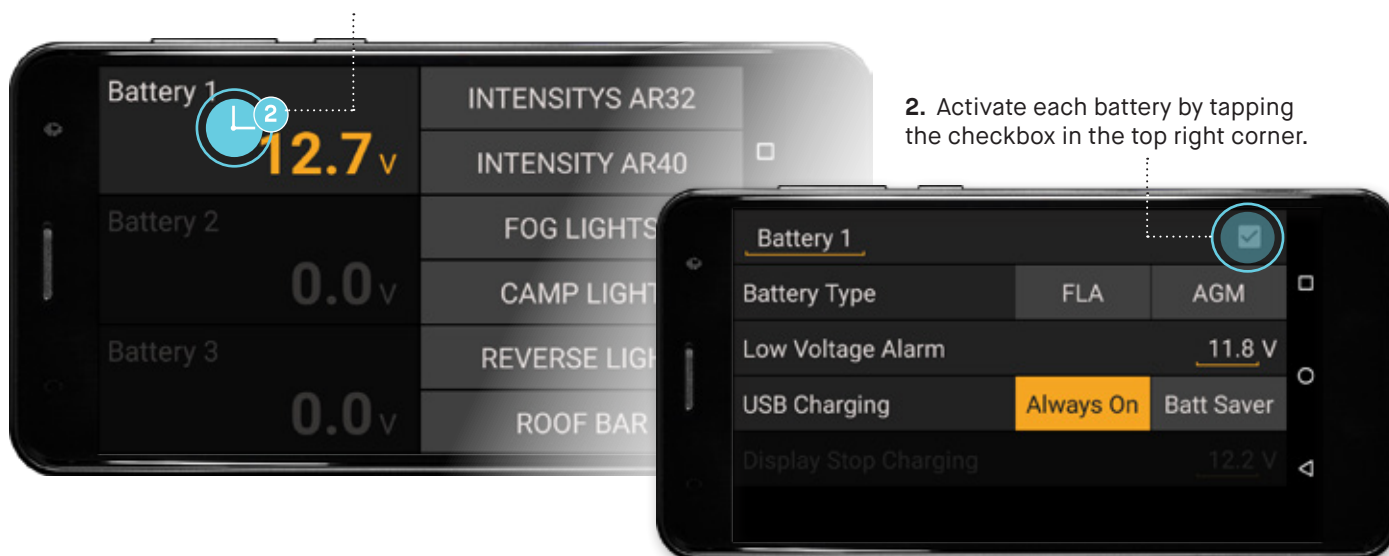 Battery 1
2
12.7 V
Battery 2
0.0 V
Battery 3
0.0 V
INTENSITYS AR32
INTENSITY AR40
FOG LIGHTS
CAMP LIGHT
REVERSE LIGH
ROOF BAR
2. Activate each battery by tapping
the checkbox in the top right corner.
Battery 1
Battery Type FLA AGM
Low Voltage Alarm 11.8 V
USB Charging Always On Batt Saver
Display Stop Charging 12.2 V